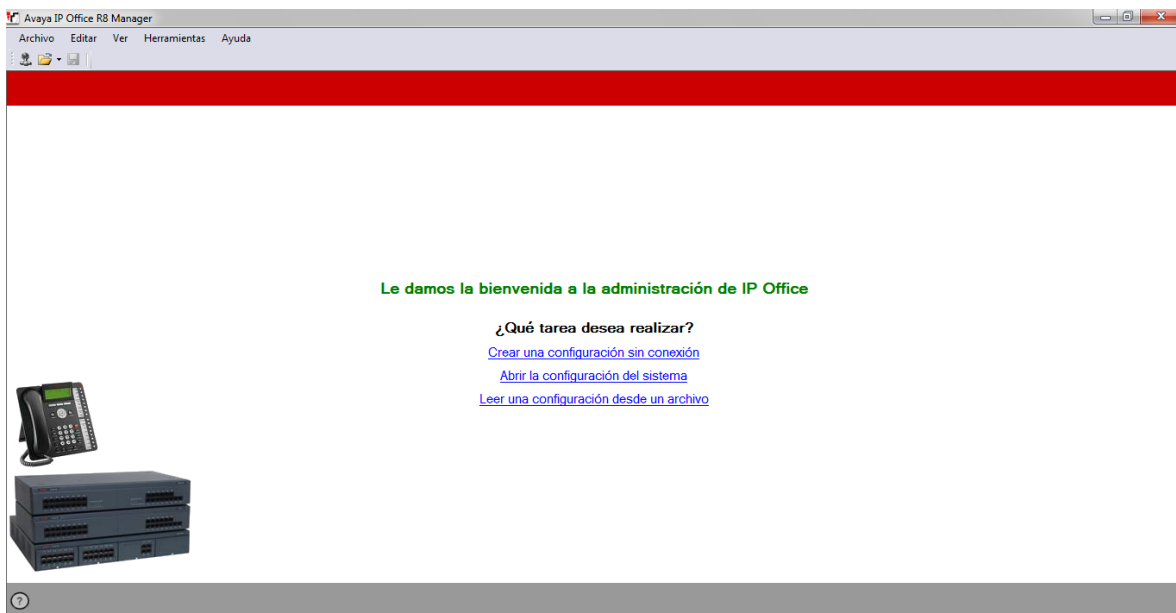 Avaya IP Office R8 Manager
Archivo Editar Ver Herramientas Ayuda
Le damos la bienvenida a la administración de IP Office
¿Qué tarea desea realizar?
Crear una configuración sin conexión
Abrir la configuración del sistema
Leer una configuración desde un archivo
?